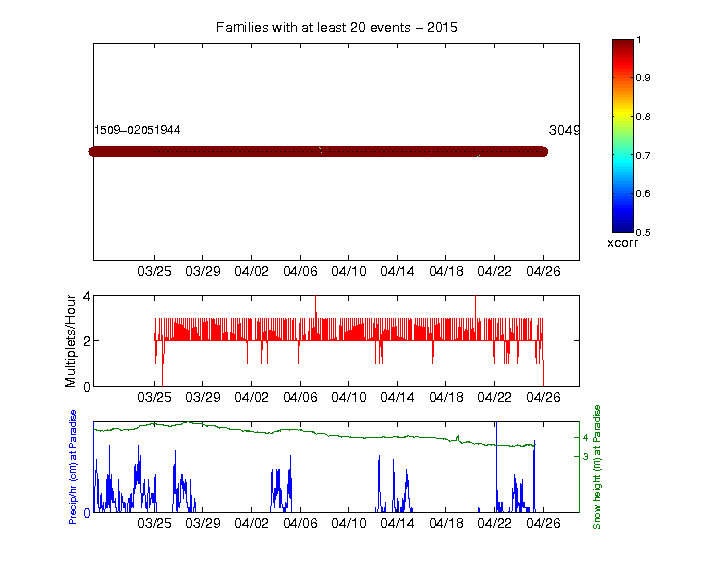 Families with at least 20 events - 2015
1509-02051944
3049
1
0.9
0.8
0.7
0.6
0.5
xcorr
03/25 03/29 04/02 04/06 04/10 04/14 04/18 04/22 04/26
Multiplets/Hour
4
2
0
03/25 03/29 04/02 04/06 04/10 04/14 04/18 04/22 04/26
Precip/hr (cm) at Paradise
0
4
3
Snow height (m) at Paradise
03/25 03/29 04/02 04/06 04/10 04/14 04/18 04/22 04/26